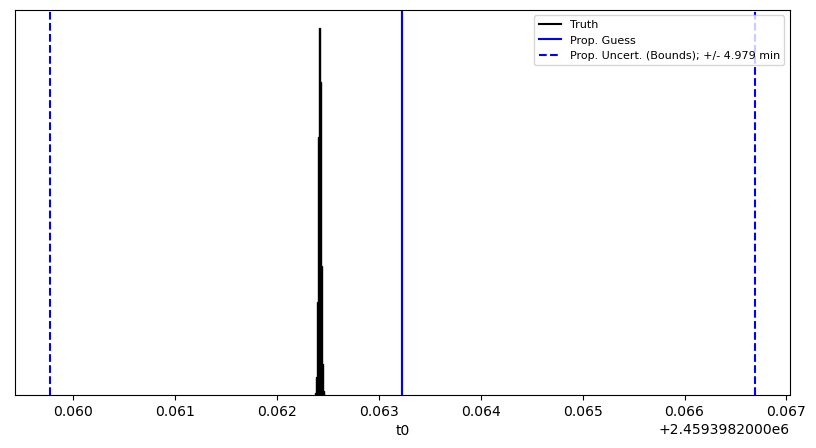 Truth
Prop. Guess
Prop. Uncert. (Bounds); +/- 4.979 min
0.060 0.061 0.062 0.063 0.064 0.065 0.066 0.067
t0
+2.4593982000e6